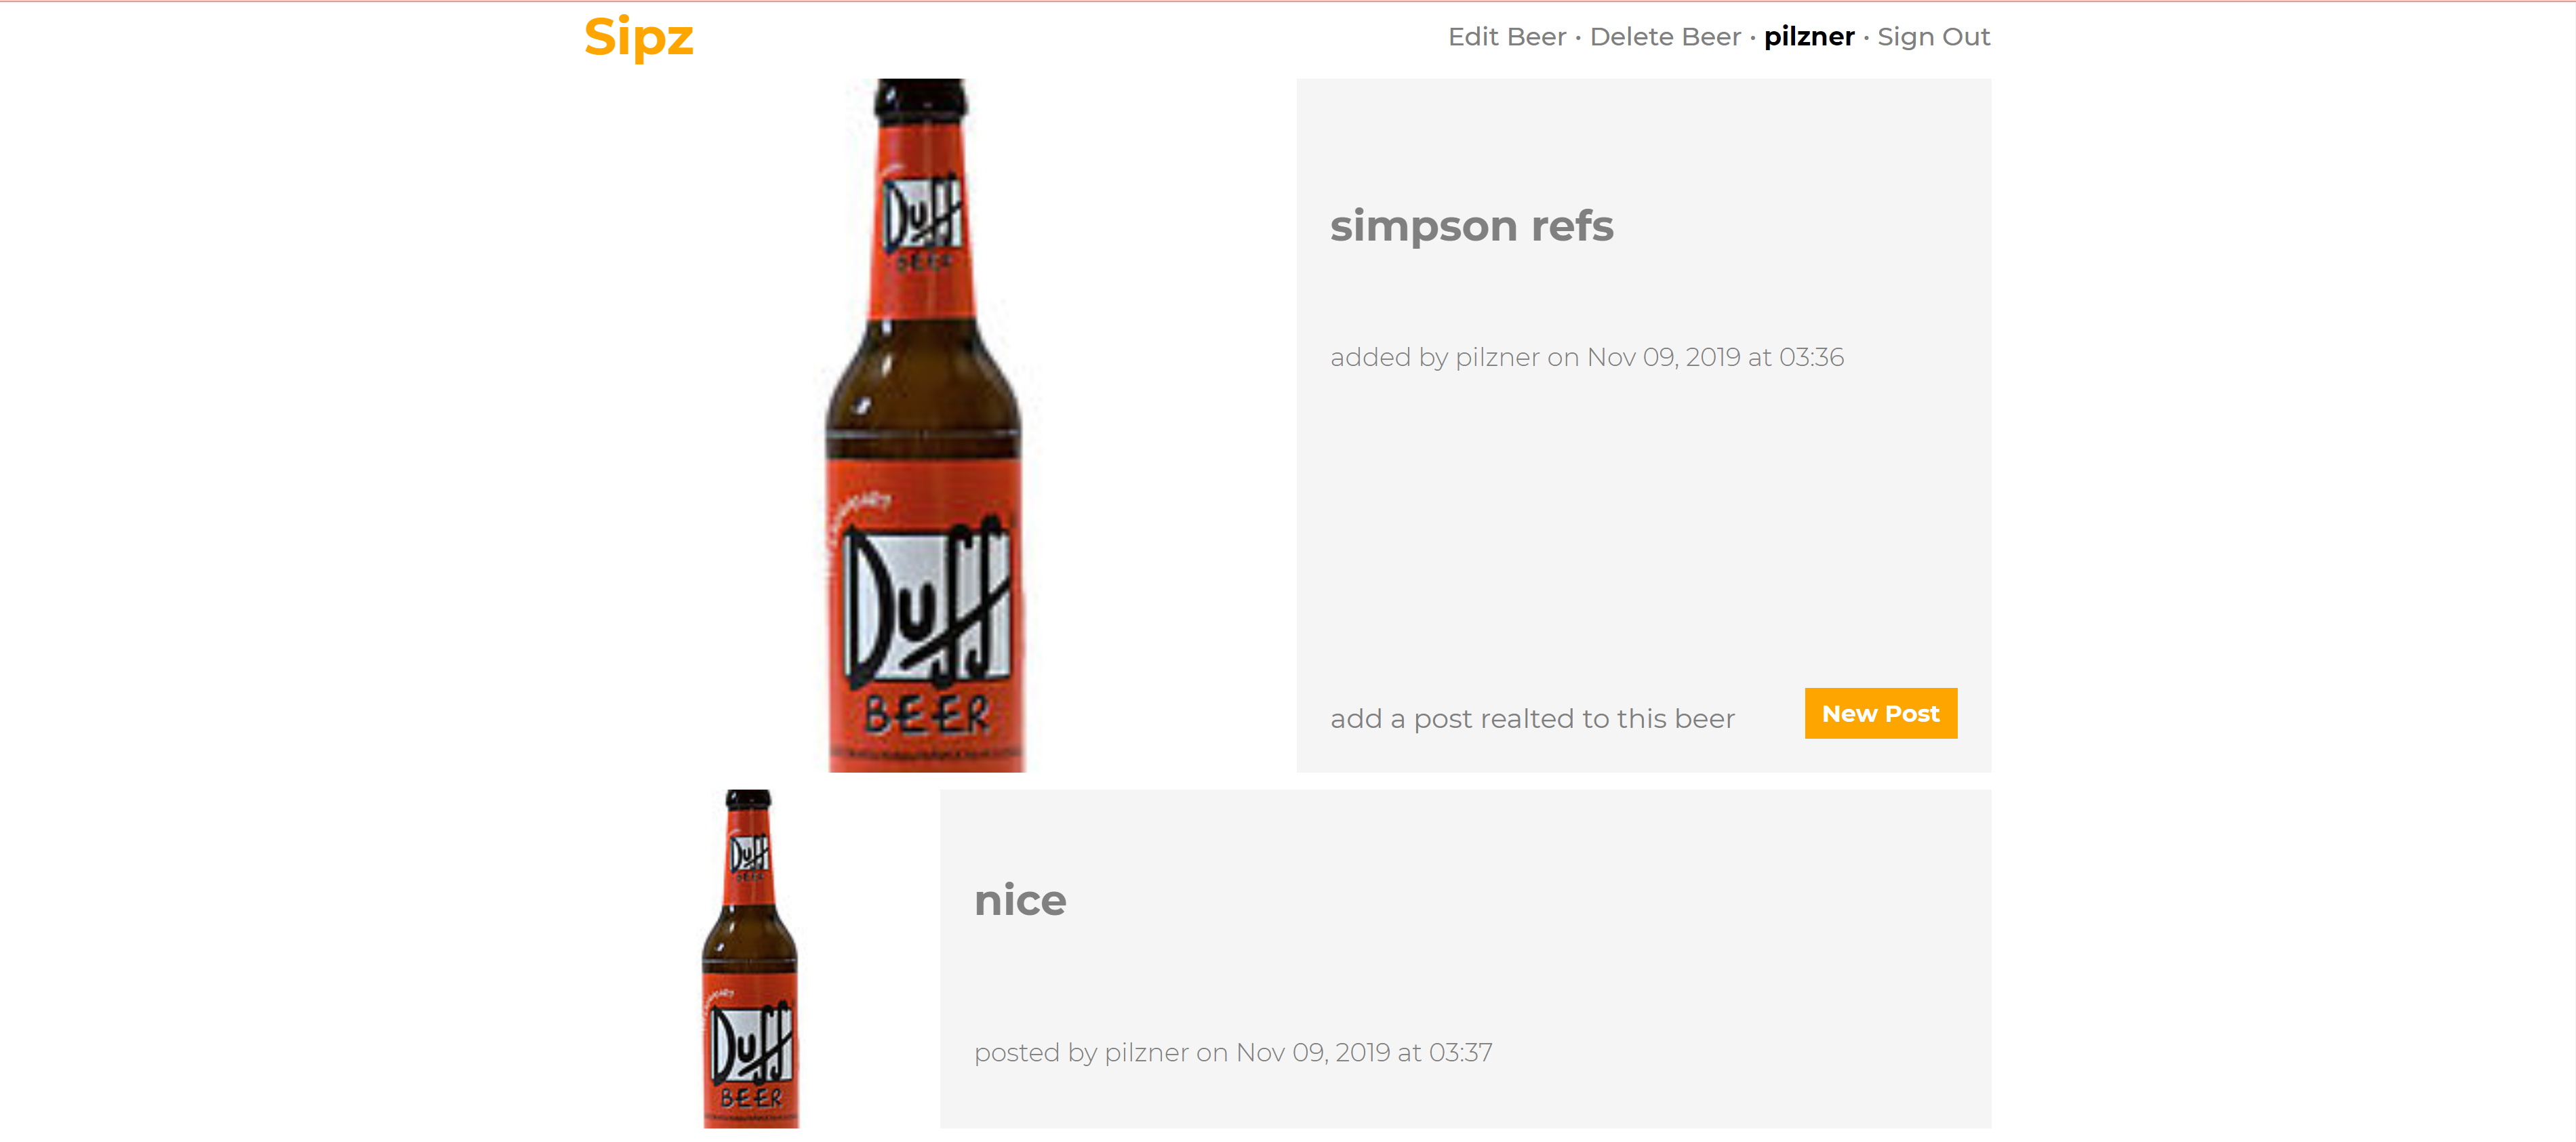 Sipz
Edit Beer · Delete Beer · pilzner · Sign Out
Duff
BEER
LEGENDARY
Duff
BEER
simpson refs
added by pilzner on Nov 09, 2019 at 03:36
add a post realted to this beer
New Post
Duff
BEER
Duff
BEER
nice
posted by pilzner on Nov 09, 2019 at 03:37